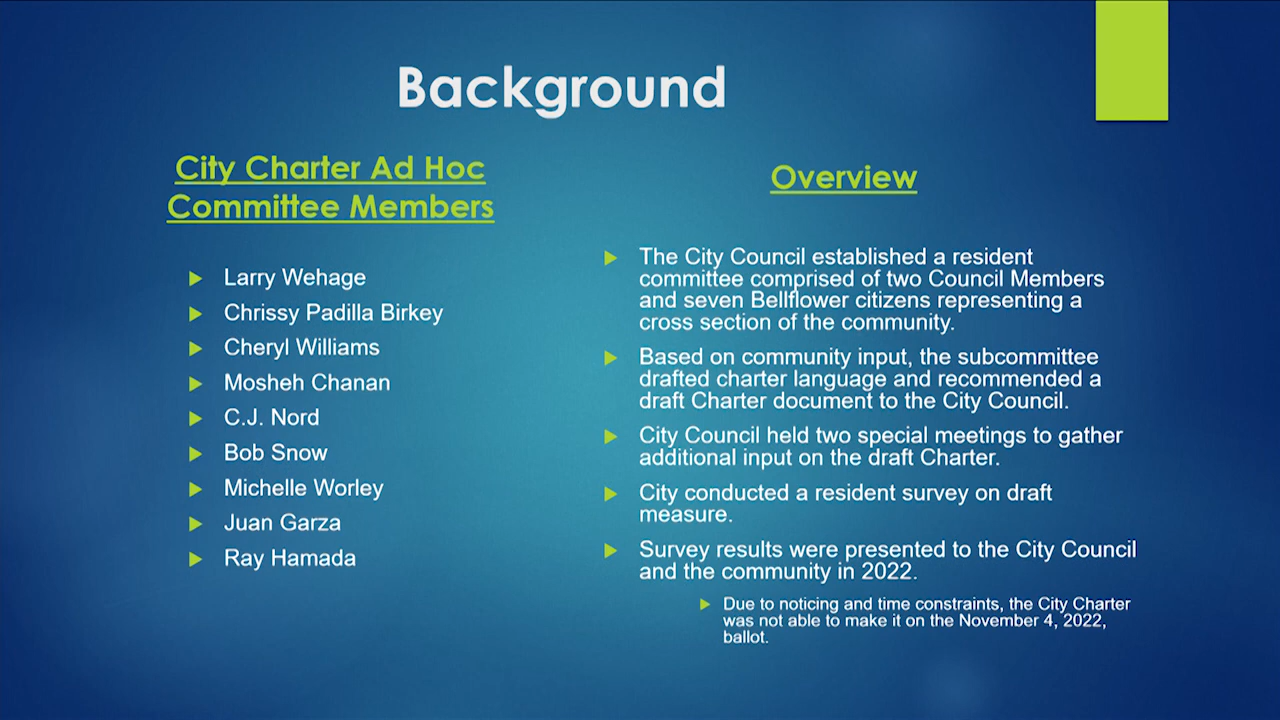 Background
City Charter Ad Hoc
Committee Members
Larry Wehage
Chrissy Padilla Birkey
Cheryl Williams
Mosheh Chanan
C.J. Nord
Bob Snow
Michelle Worley
Juan Garza
Ray Hamada
Overview
The City Council established a resident
committee comprised of two Council Members
and seven Bellflower citizens representing a
cross section of the community.
Based on community input, the subcommittee
drafted charter language and recommended a
draft Charter document to the City Council.
City Council held two special meetings to gather
additional input on the draft Charter.
City conducted a resident survey on draft
measure.
Survey results were presented to the City Council
and the community in 2022.
Due to noticing and time constraints, the City Charter
was not able to make it on the November 4, 2022,
ballot.